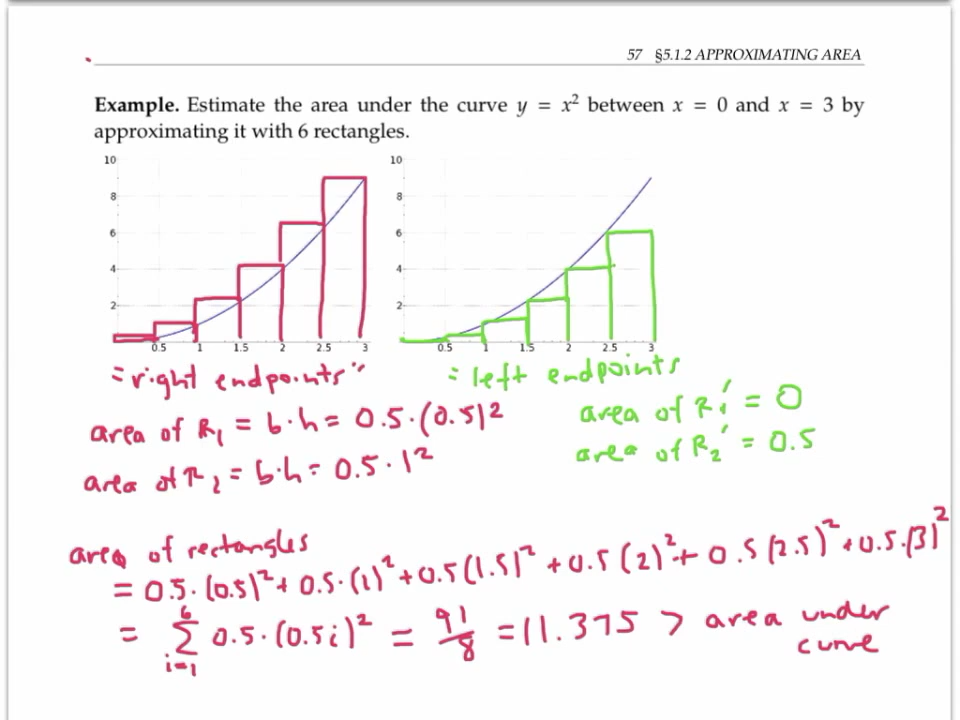 57 §5.1.2 APPROXIMATING AREA
Example. Estimate the area under the curve y = x² between x = 0 and x = 3 by
approximating it with 6 rectangles.
10
8
6
4
2
0.5 1 1.5 2 2.5 3
10
8
6
4
2
0.5 1 1.5 2 2.5 3
"right endpoints"
area of R₁ = b·h = 0.5·(0.5)²
area of R₂ = b·h = 0.5·1²
: left endpoints
area of R₁' = 0
area of R₂' = 0.5
area of rectangles
= 0.5·(0.5)² + 0.5·(1)² + 0.5(1.5)² + 0.5(2)² + 0.5(2.5)² + 0.5·(3)²
= ∑_{i=1}^{6} 0.5·(0.5i)² = 91/8 = 11.375 > area under
curve